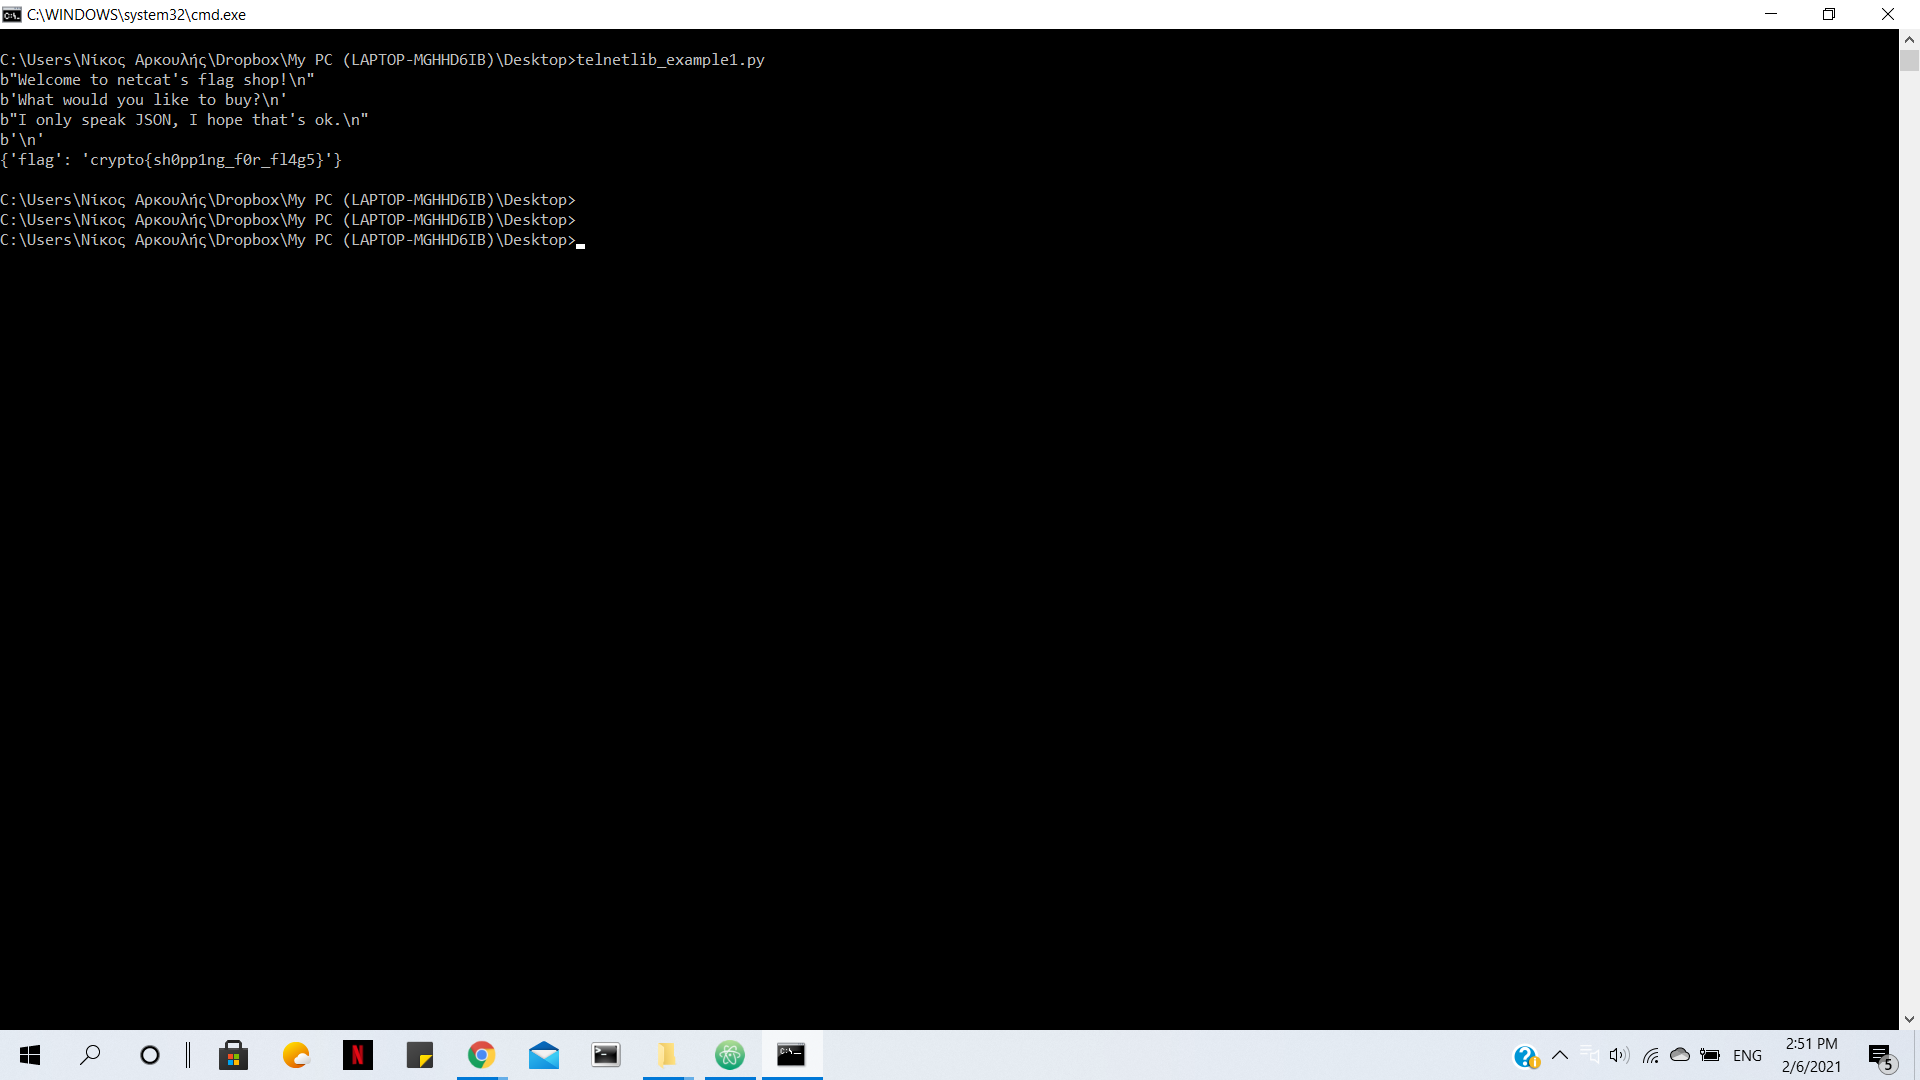 C:\WINDOWS\system32\cmd.exe
C:\Users\Νίκος Αρκουλής\Dropbox\My PC (LAPTOP-MGHHD6IB)\Desktop>telnetlib_example1.py
b"Welcome to netcat's flag shop!\n"
b'What would you like to buy?\n'
b"I only speak JSON, I hope that's ok.\n"
b'\n'
{'flag': 'crypto{sh0pp1ng_f0r_fl4g5}'}
C:\Users\Νίκος Αρκουλής\Dropbox\My PC (LAPTOP-MGHHD6IB)\Desktop>
C:\Users\Νίκος Αρκουλής\Dropbox\My PC (LAPTOP-MGHHD6IB)\Desktop>
C:\Users\Νίκος Αρκουλής\Dropbox\My PC (LAPTOP-MGHHD6IB)\Desktop>
ENG
2:51 PM
2/6/2021
5